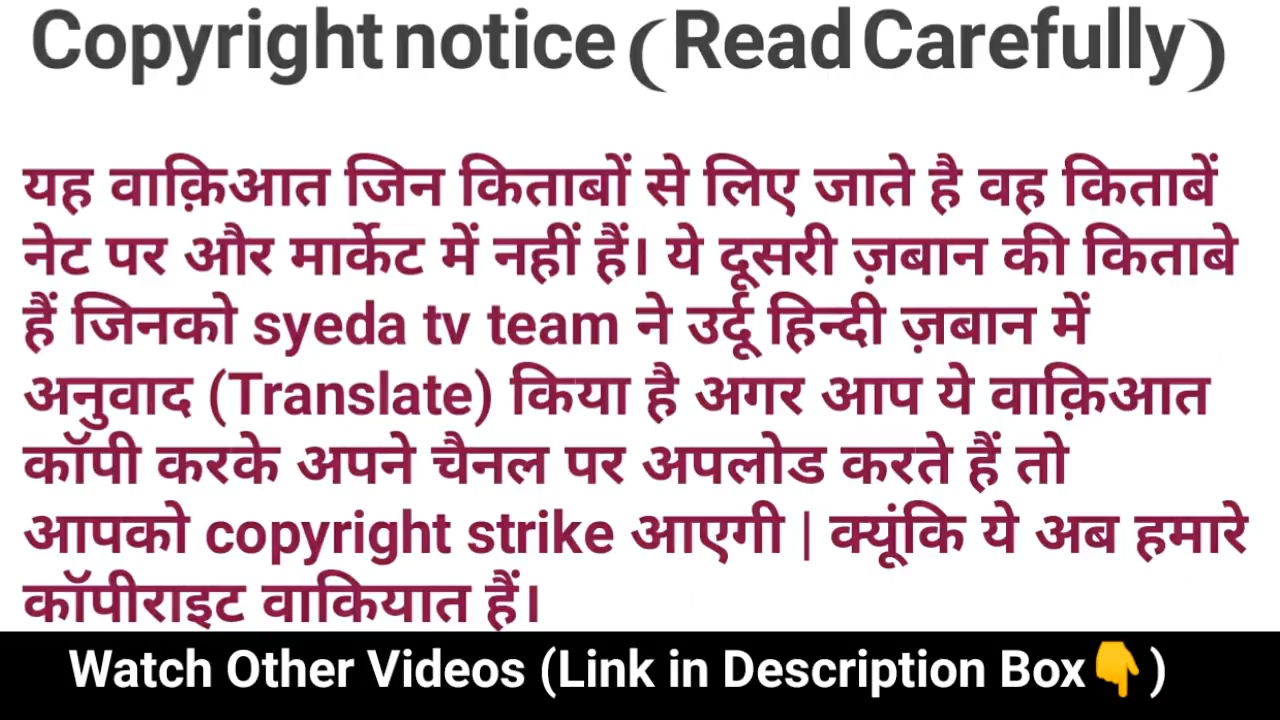 Copyright notice ( Read Carefully)
यह वाक़िआत जिन किताबों से लिए जाते है वह किताबें
नेट पर और मार्केट में नहीं हैं। ये दूसरी ज़बान की किताबे
हैं जिनको syeda tv team ने उर्दू हिन्दी ज़बान में
अनुवाद (Translate) किया है अगर आप ये वाक़िआत
कॉपी करके अपने चैनल पर अपलोड करते हैं तो
आपको copyright strike आएगी | क्यूंकि ये अब हमारे
कॉपीराइट वाकियात हैं।
Watch Other Videos (Link in Description Box👇)